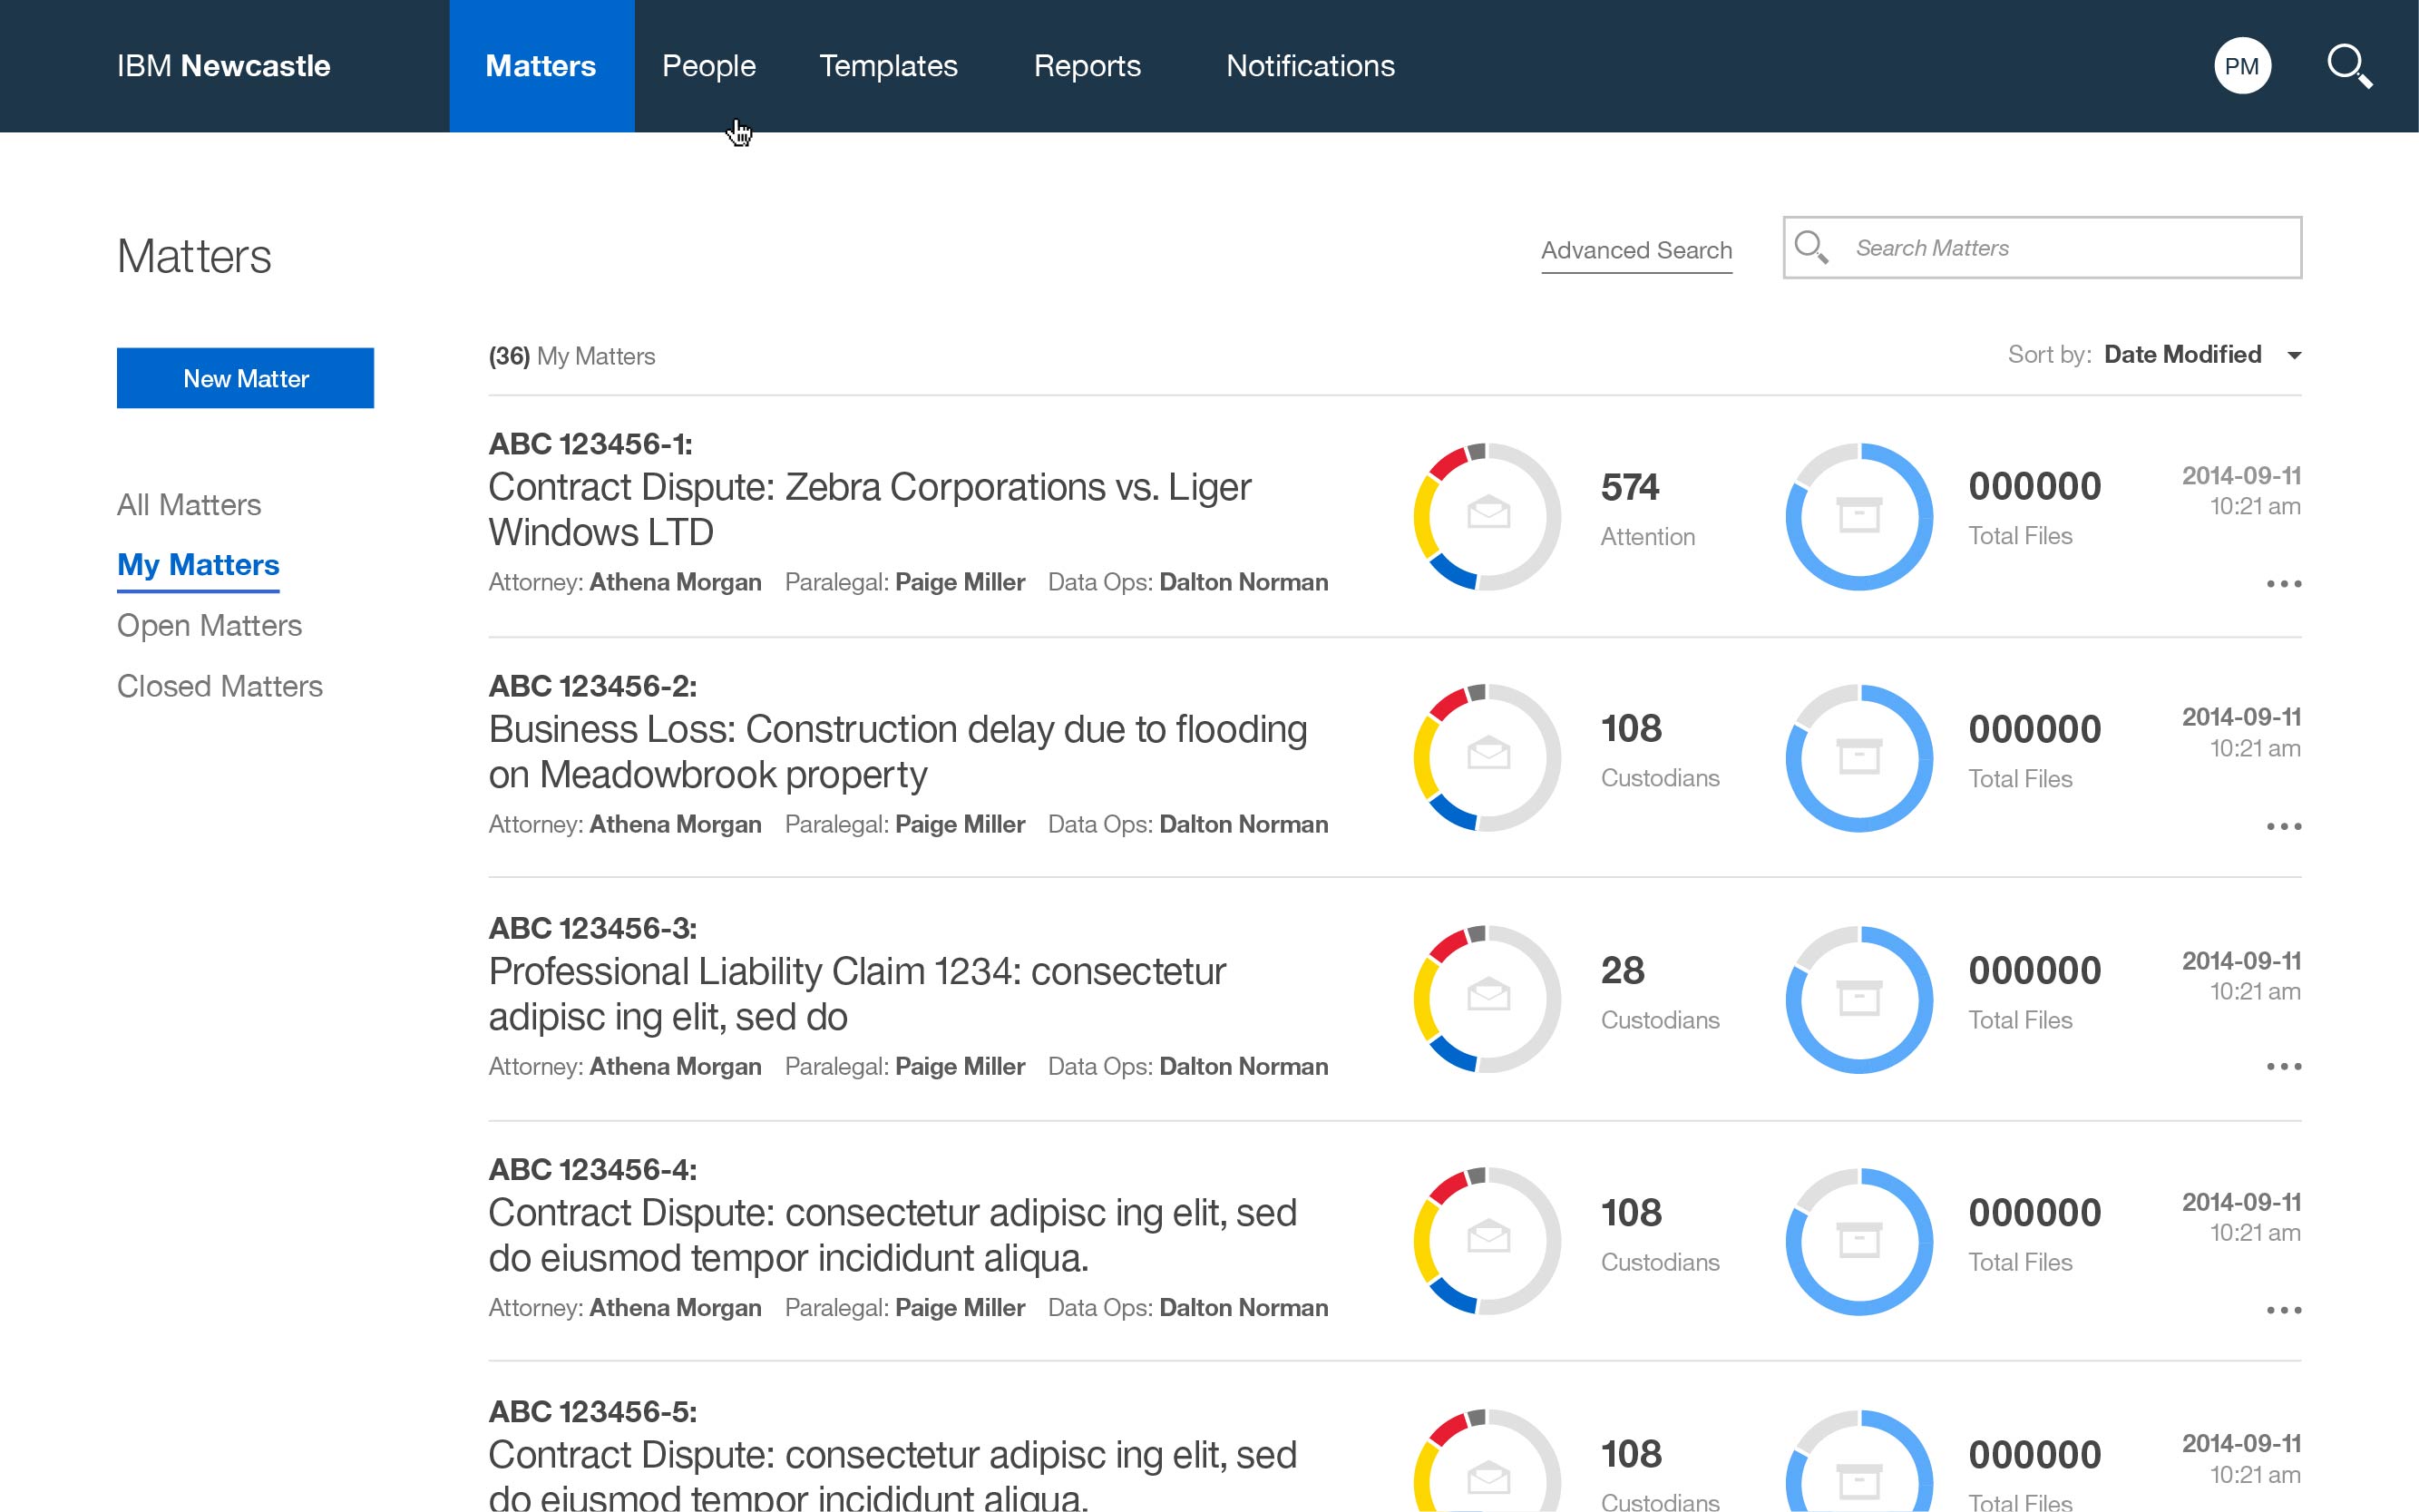 IBM Newcastle
Matters
People
Templates
Reports
Notifications
PM
Matters
Advanced Search
Search Matters
New Matter
All Matters
My Matters
Open Matters
Closed Matters
(36) My Matters
Sort by: Date Modified
ABC 123456-1:
Contract Dispute: Zebra Corporations vs. Liger
Windows LTD
Attorney: Athena Morgan Paralegal: Paige Miller Data Ops: Dalton Norman
574
Attention
000000
Total Files
2014-09-11
10:21 am
ABC 123456-2:
Business Loss: Construction delay due to flooding
on Meadowbrook property
Attorney: Athena Morgan Paralegal: Paige Miller Data Ops: Dalton Norman
108
Custodians
000000
Total Files
2014-09-11
10:21 am
ABC 123456-3:
Professional Liability Claim 1234: consectetur
adipisc ing elit, sed do
Attorney: Athena Morgan Paralegal: Paige Miller Data Ops: Dalton Norman
28
Custodians
000000
Total Files
2014-09-11
10:21 am
ABC 123456-4:
Contract Dispute: consectetur adipisc ing elit, sed
do eiusmod tempor incididunt aliqua.
Attorney: Athena Morgan Paralegal: Paige Miller Data Ops: Dalton Norman
108
Custodians
000000
Total Files
2014-09-11
10:21 am
ABC 123456-5:
Contract Dispute: consectetur adipisc ing elit, sed
do eiusmod tempor incididunt aliqua.
108
Custodians
000000
Total Files
2014-09-11
10:21 am